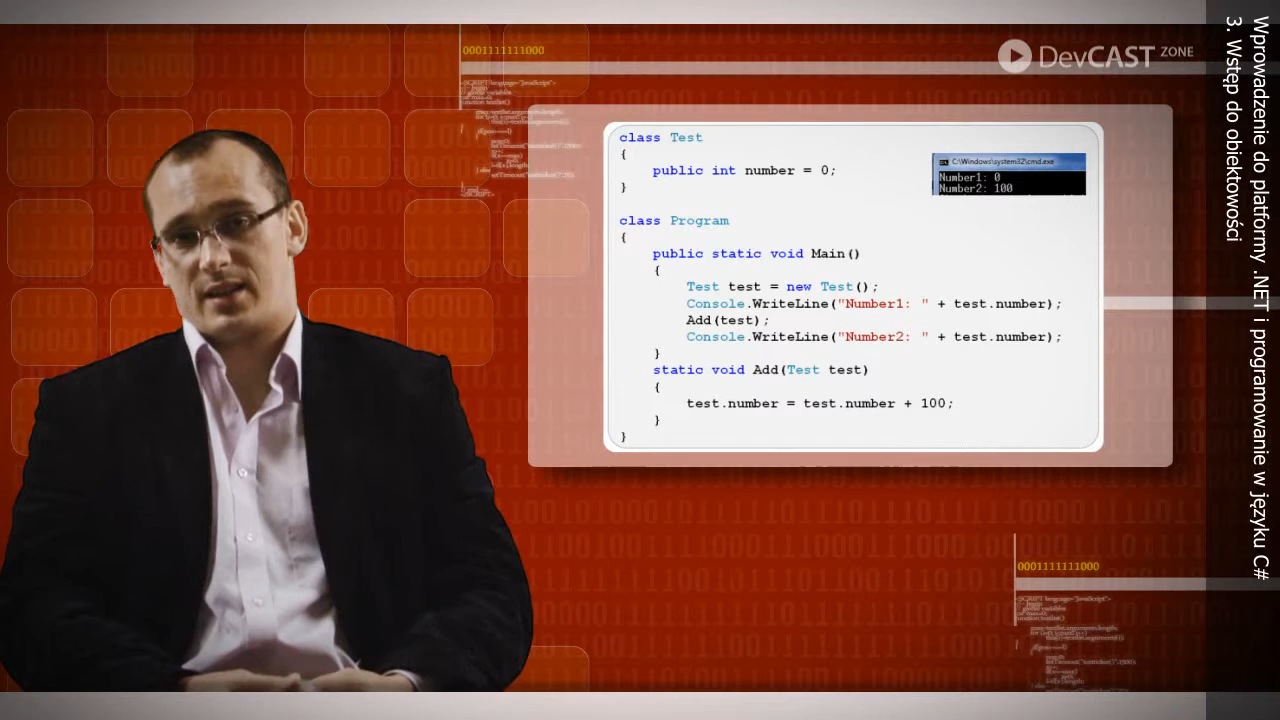 0001111111000
DevCAST ZONE
Wprowadzenie do platformy .NET i programowanie w języku C#
3. Wstęp do obiektowości
class Test
{
public int number = 0;
}
class Program
{
public static void Main()
{
Test test = new Test();
Console.WriteLine("Number1: " + test.number);
Add(test);
Console.WriteLine("Number2: " + test.number);
}
static void Add(Test test)
{
test.number = test.number + 100;
}
}
C:\Windows\system32\cmd.exe
Number1: 0
Number2: 100
0001111111000